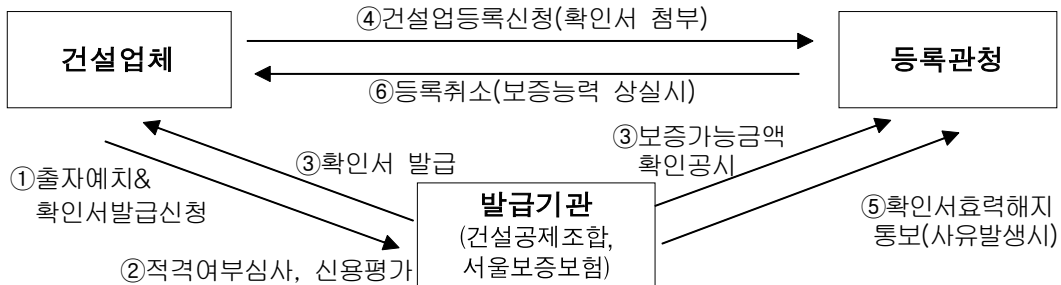 ④건설업등록신청(확인서 첨부)
건설업체
등록관청
⑥등록취소(보증능력 상실시)
③보증가능금액
확인공시
③확인서 발급
①출자예치&
확인서발급신청
발급기관
(건설공제조합,
서울보증보험)
⑤확인서효력해지
통보(사유발생시)
②적격여부심사, 신용평가